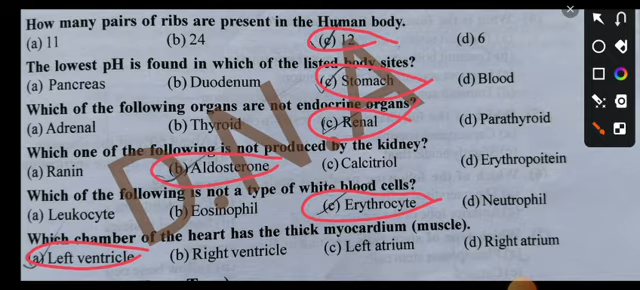 How many pairs of ribs are present in the Human body.
(a) 11 (b) 24 (c) 12 (d) 6
The lowest pH is found in which of the listed body sites?
(a) Pancreas (b) Duodenum (c) Stomach (d) Blood
Which of the following organs are not endocrine organs?
(a) Adrenal (b) Thyroid (c) Renal (d) Parathyroid
Which one of the following is not produced by the kidney?
(a) Ranin (b) Aldosterone (c) Calcitriol (d) Erythropoitein
Which of the following is not a type of white blood cells?
(a) Leukocyte (b) Eosinophil (c) Erythrocyte (d) Neutrophil
Which chamber of the heart has the thick myocardium (muscle).
(a) Left ventricle (b) Right ventricle (c) Left atrium (d) Right atrium
D.N.A